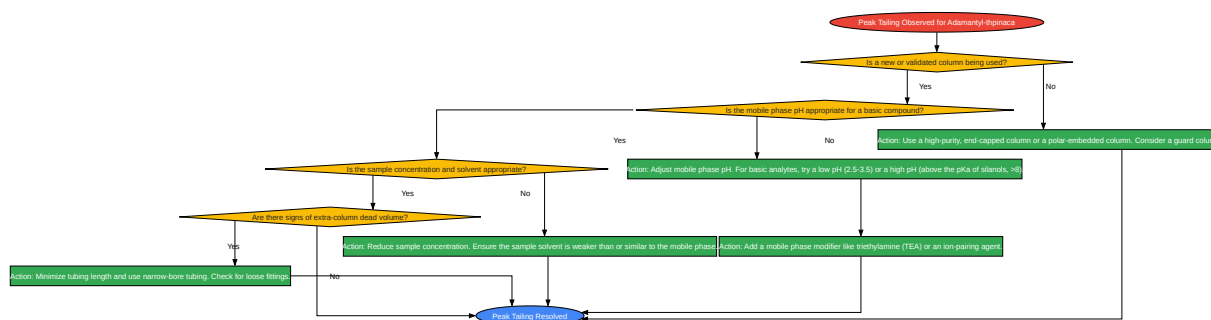 Peak Tailing Observed for Adamantyl-thpinaca
Is a new or validated column being used?
Yes
No
Is the mobile phase pH appropriate for a basic compound?
Yes
No
Action: Use a high-purity, end-capped column or a polar-embedded column. Consider a guard colu
Is the sample concentration and solvent appropriate?
Action: Adjust mobile phase pH. For basic analytes, try a low pH (2.5-3.5) or a high pH (above the pKa of silanols, >8).
Yes
No
Are there signs of extra-column dead volume?
Yes
Action: Reduce sample concentration. Ensure the sample solvent is weaker than or similar to the mobile phase.
Action: Add a mobile phase modifier like triethylamine (TEA) or an ion-pairing agent.
Action: Minimize tubing length and use narrow-bore tubing. Check for loose fittings.
No
Peak Tailing Resolved